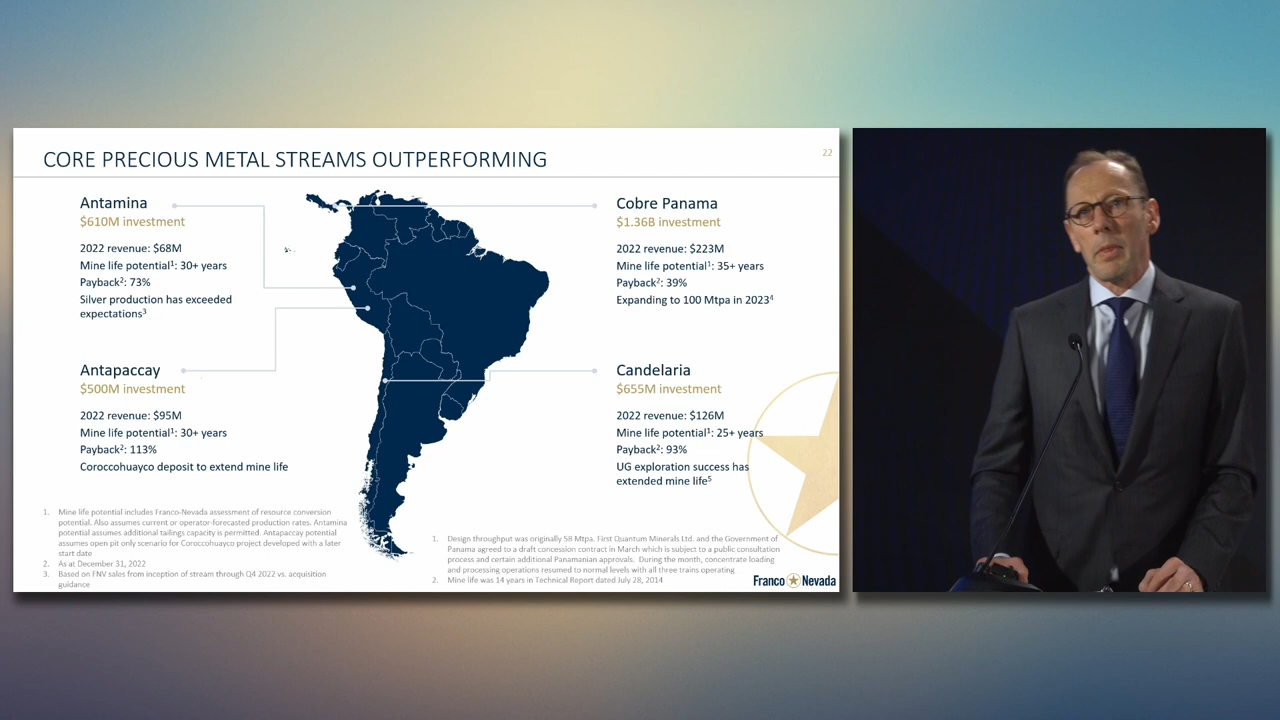 CORE PRECIOUS METAL STREAMS OUTPERFORMING
22
Antamina
$610M investment
2022 revenue: $68M
Mine life potential¹: 30+ years
Payback²: 73%
Silver production has exceeded
expectations³
Antapaccay
$500M investment
2022 revenue: $95M
Mine life potential¹: 30+ years
Payback²: 113%
Coroccohuayco deposit to extend mine life
Cobre Panama
$1.36B investment
2022 revenue: $223M
Mine life potential¹: 35+ years
Payback²: 39%
Expanding to 100 Mtpa in 2023⁴
Candelaria
$655M investment
2022 revenue: $126M
Mine life potential¹: 25+ years
Payback²: 93%
UG exploration success has
extended mine life⁵
1. Mine life potential includes Franco-Nevada assessment of resource conversion
potential. Also assumes current or operator-forecasted production rates. Antamina
potential assumes additional tailings capacity is permitted. Antapaccay potential
assumes open pit only scenario for Coroccohuayco project developed with a later
start date
2. As at December 31, 2022
3. Based on FNV sales from inception of stream through Q4 2022 vs. acquisition
guidance
1. Design throughput was originally 58 Mtpa. First Quantum Minerals Ltd. and the Government of
Panama agreed to a draft concession contract in March which is subject to a public consultation
process and certain additional Panamanian approvals. During the month, concentrate loading
and processing operations resumed to normal levels with all three trains operating
2. Mine life was 14 years in Technical Report dated July 28, 2014
Franco Nevada